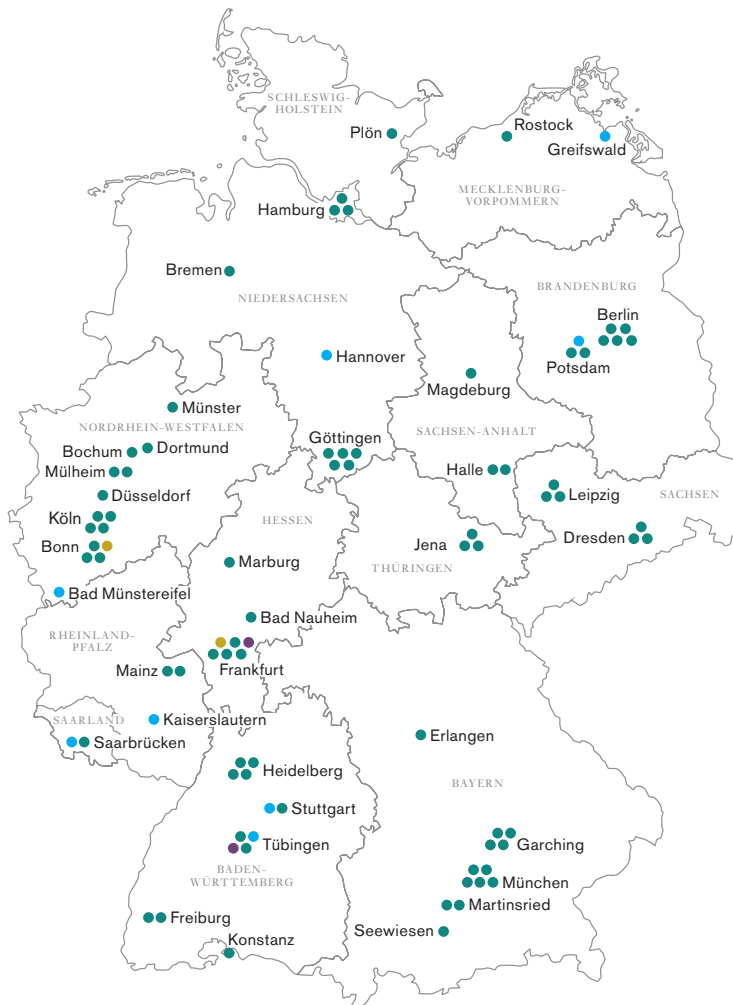 SCHLESWIG-
HOLSTEIN
Plön
Rostock
Greifswald
MECKLENBURG-
VORPOMMERN
Hamburg
Bremen
NIEDERSACHSEN
BRANDENBURG
Berlin
Potsdam
Hannover
Magdeburg
Münster
NORDRHEIN-WESTFALEN
Bochum
Dortmund
Göttingen
SACHSEN-ANHALT
Mülheim
Halle
Düsseldorf
Leipzig
SACHSEN
Köln
HESSEN
Bonn
Jena
Dresden
Marburg
THÜRINGEN
Bad Münstereifel
Bad Nauheim
RHEINLAND-
PFALZ
Mainz
Frankfurt
SAARLAND
Kaiserslautern
Saarbrücken
Erlangen
Heidelberg
BAYERN
Stuttgart
Tübingen
Garching
BADEN-
WÜRTTEMBERG
München
Martinsried
Freiburg
Seewiesen
Konstanz